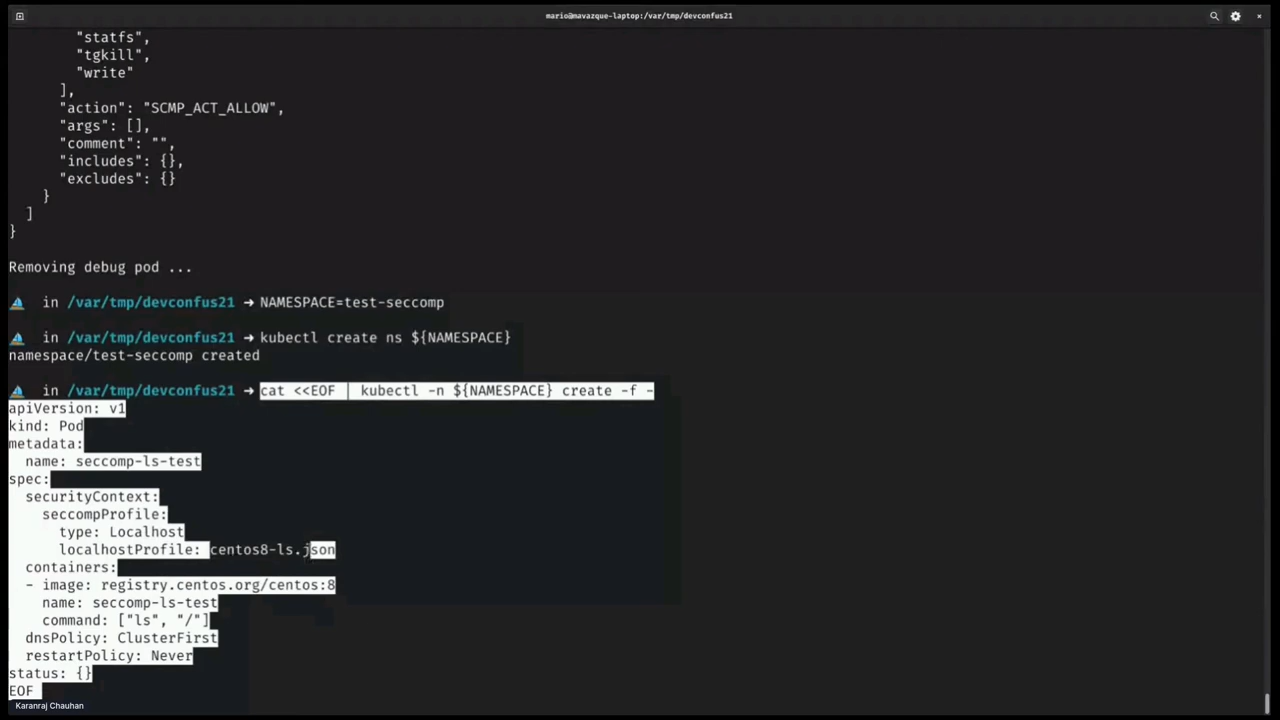 mario@mavazque-laptop:/var/tmp/devconfus21
"statfs",
"tgkill",
"write"
],
"action": "SCMP_ACT_ALLOW",
"args": [],
"comment": "",
"includes": {},
"excludes": {}
}
]
}
Removing debug pod ...
in /var/tmp/devconfus21 → NAMESPACE=test-seccomp
in /var/tmp/devconfus21 → kubectl create ns ${NAMESPACE}
namespace/test-seccomp created
in /var/tmp/devconfus21 → cat <<EOF | kubectl -n ${NAMESPACE} create -f -
apiVersion: v1
kind: Pod
metadata:
  name: seccomp-ls-test
spec:
  securityContext:
    seccompProfile:
      type: Localhost
      localhostProfile: centos8-ls.json
  containers:
  - image: registry.centos.org/centos:8
    name: seccomp-ls-test
    command: ["ls", "/"]
  dnsPolicy: ClusterFirst
  restartPolicy: Never
status: {}
EOF
Karanraj Chauhan